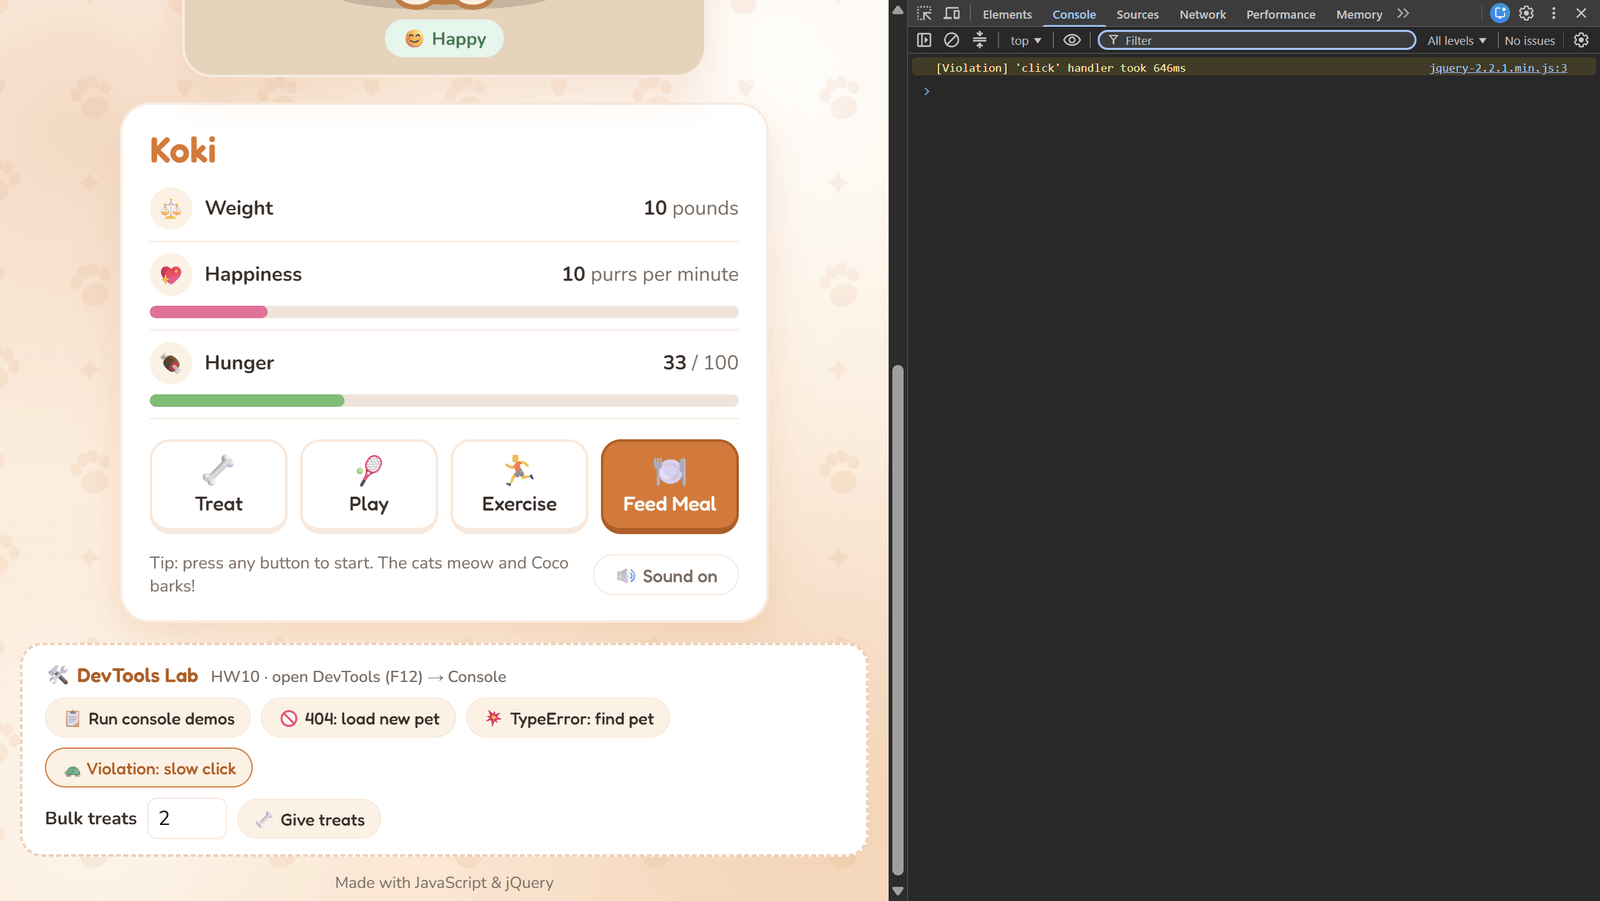 Happy
Koki
Weight 10 pounds
Happiness 10 purrs per minute
Hunger 33 / 100
Treat Play Exercise Feed Meal
Tip: press any button to start. The cats meow and Coco
barks!
Sound on
DevTools Lab HW10 · open DevTools (F12) → Console
Run console demos 404: load new pet TypeError: find pet
Violation: slow click
Bulk treats 2 Give treats
Made with JavaScript & jQuery
Elements Console Sources Network Performance Memory
top Filter All levels No issues
[Violation] 'click' handler took 646ms jquery-2.2.1.min.js:3